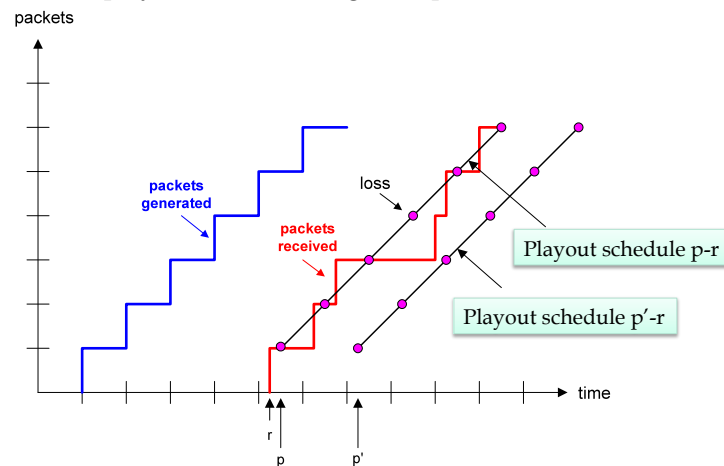 packets
packets
generated
loss
packets
received
Playout schedule p-r
Playout schedule p'-r
time
r
p
p'